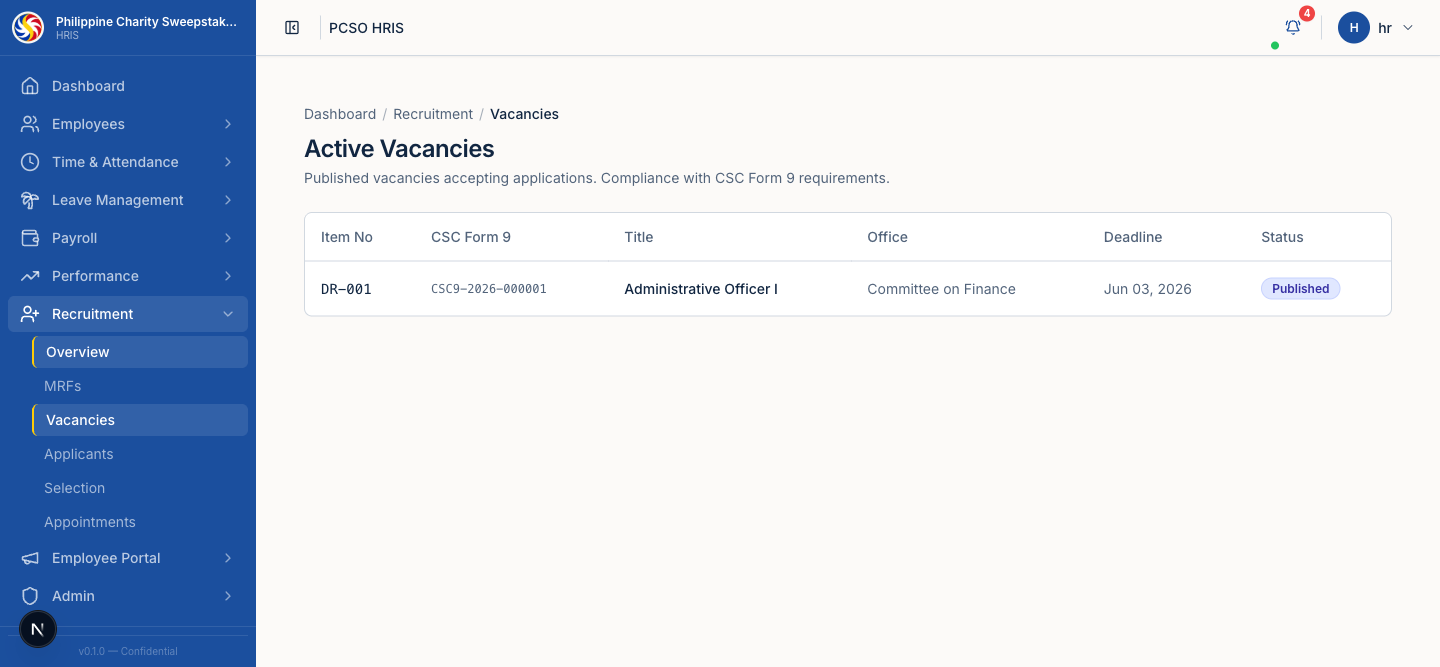 Philippine Charity Sweepstak...
HRIS
PCSO HRIS
4
H
hr
Dashboard
Employees
Time & Attendance
Leave Management
Payroll
Performance
Recruitment
Overview
MRFs
Vacancies
Applicants
Selection
Appointments
Employee Portal
Admin
N
v0.1.0 — Confidential
Dashboard / Recruitment / Vacancies
Active Vacancies
Published vacancies accepting applications. Compliance with CSC Form 9 requirements.
Item No CSC Form 9 Title Office Deadline Status
DR-001 CSC9-2026-000001 Administrative Officer I Committee on Finance Jun 03, 2026 Published